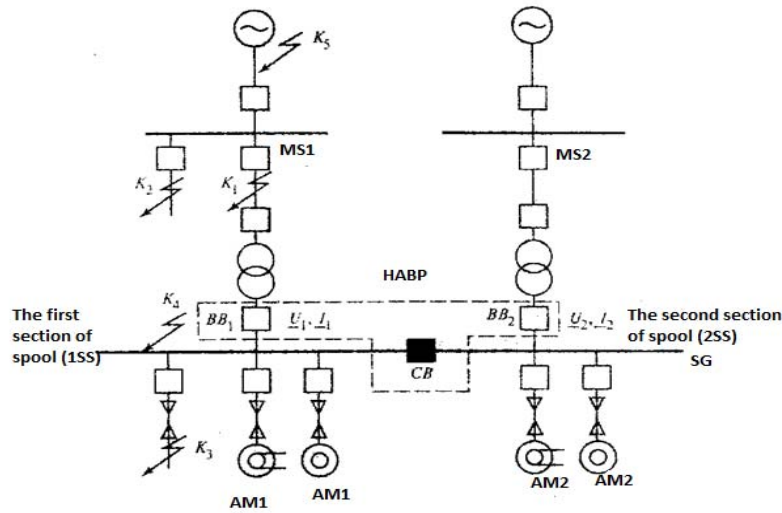 K5
MS1
MS2
K2
K1
HABP
The first
section of
spool (1SS)
K4
BB1
U1, I1
BB2
U2, I2
The second section
of spool (2SS)
SG
CB
K3
AM1
AM1
AM2
AM2